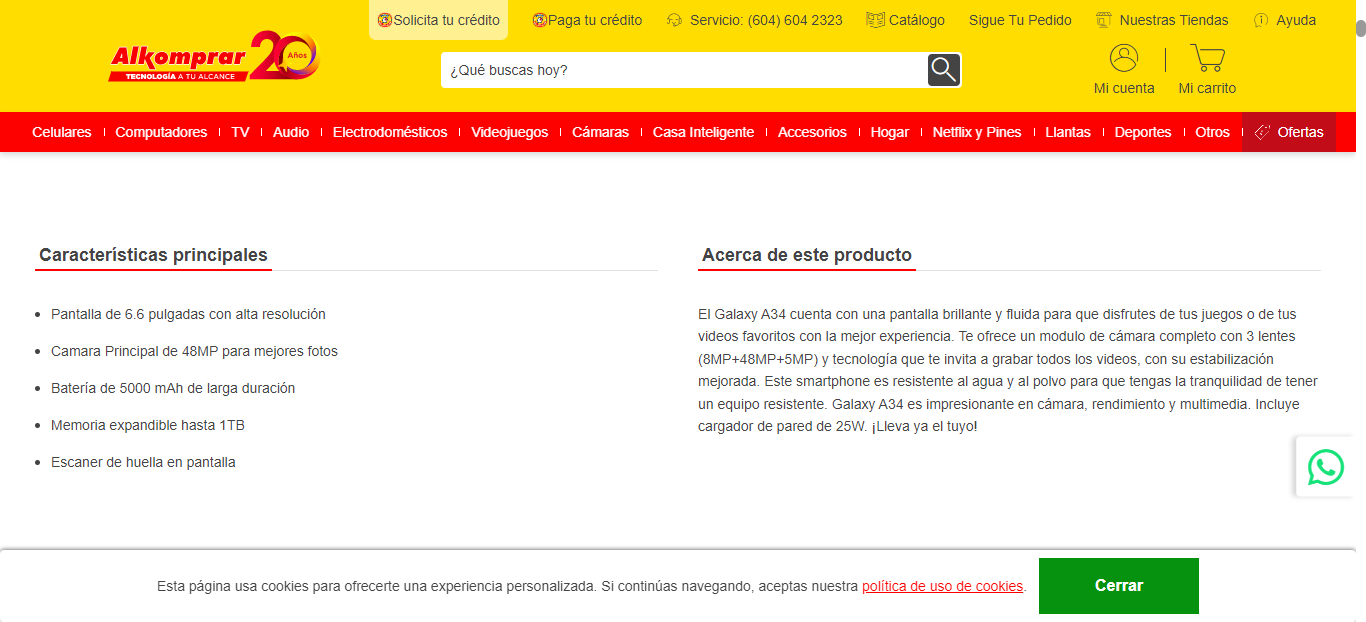 Solicita tu crédito
Paga tu crédito
Servicio: (604) 604 2323
Catálogo
Sigue Tu Pedido
Nuestras Tiendas
Ayuda
Alkomprar 20 Años
TECNOLOGÍA A TU ALCANCE
¿Qué buscas hoy?
Mi cuenta
Mi carrito
Celulares
Computadores
TV
Audio
Electrodomésticos
Videojuegos
Cámaras
Casa Inteligente
Accesorios
Hogar
Netflix y Pines
Llantas
Deportes
Otros
Ofertas
Características principales
Pantalla de 6.6 pulgadas con alta resolución
Camara Principal de 48MP para mejores fotos
Batería de 5000 mAh de larga duración
Memoria expandible hasta 1TB
Escaner de huella en pantalla
Acerca de este producto
El Galaxy A34 cuenta con una pantalla brillante y fluida para que disfrutes de tus juegos o de tus
videos favoritos con la mejor experiencia. Te ofrece un modulo de cámara completo con 3 lentes
(8MP+48MP+5MP) y tecnología que te invita a grabar todos los videos, con su estabilización
mejorada. Este smartphone es resistente al agua y al polvo para que tengas la tranquilidad de tener
un equipo resistente. Galaxy A34 es impresionante en cámara, rendimiento y multimedia. Incluye
cargador de pared de 25W. ¡Lleva ya el tuyo!
Esta página usa cookies para ofrecerte una experiencia personalizada. Si continúas navegando, aceptas nuestra política de uso de cookies.
Cerrar